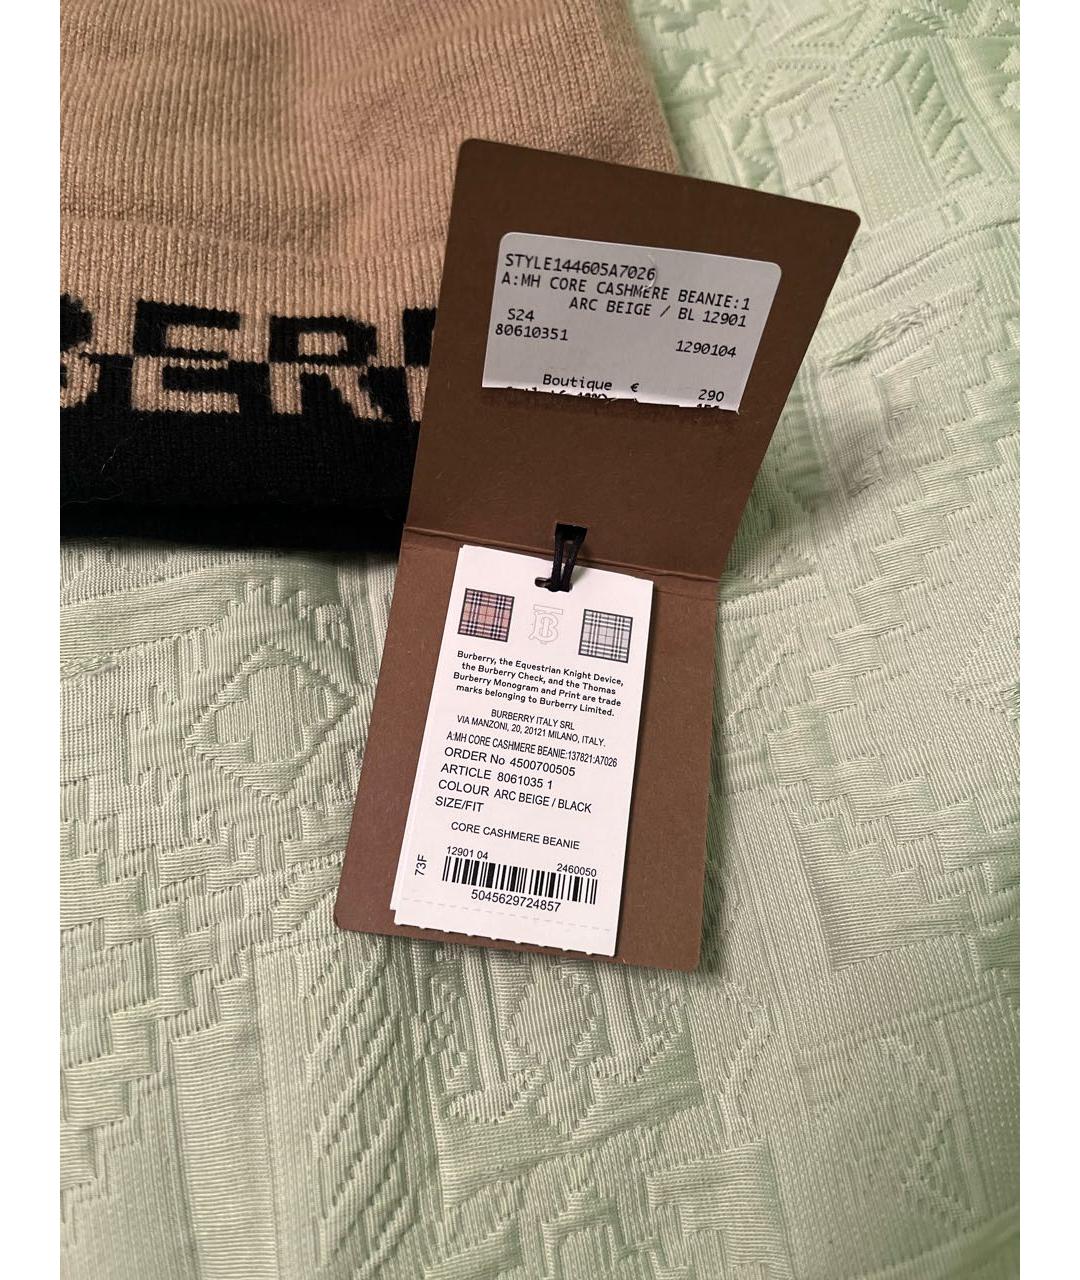 BER
BER
STYLE144605A7026
A:MH CORE CASHMERE BEANIE:1
ARC BEIGE / BL 12901
S24
80610351 1290104
Boutique € 290
Burberry, the Equestrian Knight Device,
the Burberry Check, and the Thomas
Burberry Monogram and Print are trade
marks belonging to Burberry Limited.
BURBERRY ITALY SRL
VIA MANZONI, 20, 20121 MILANO, ITALY.
A:MH CORE CASHMERE BEANIE:137821:A7026
ORDER No 4500700505
ARTICLE 8061035 1
COLOUR ARC BEIGE / BLACK
SIZE/FIT
CORE CASHMERE BEANIE
73F
12901 04 2460050
5045629724857